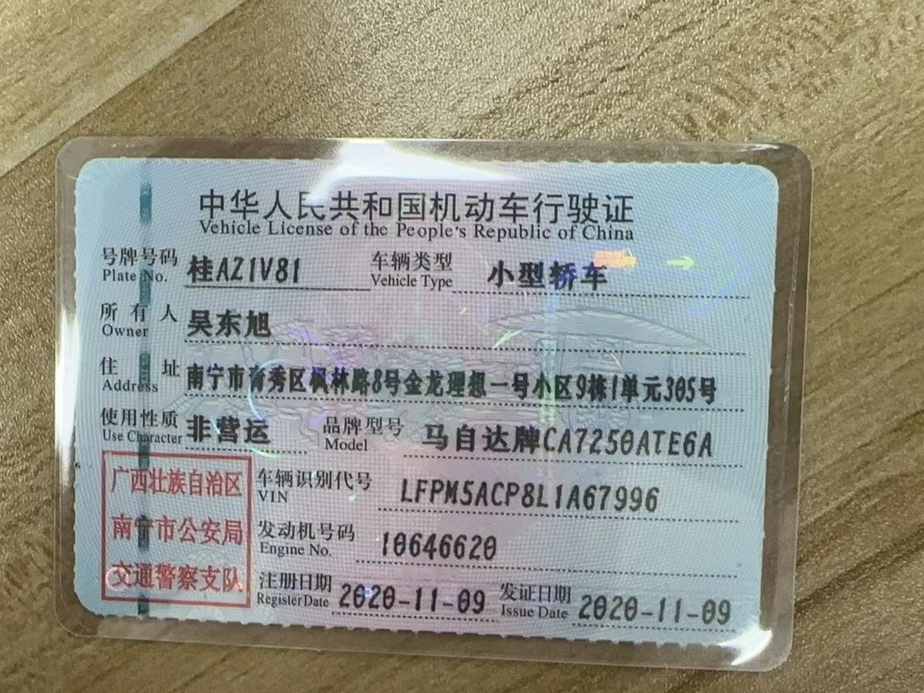 中华人民共和国机动车行驶证
Vehicle License of the People's Republic of China
号牌号码 桂AZ1V81 车辆类型 小型轿车
Plate No. Vehicle Type
所有人 吴东旭
Owner
住址 南宁市青秀区枫林路8号金龙理想一号小区9栋1单元305号
Address
使用性质 非营运 品牌型号 马自达牌CA7250ATE6A
Use Character Model
广西壮族自治区
南宁市公安局
交通警察支队
车辆识别代号 LFPM5ACP8L1A67996
VIN
发动机号码 10646620
Engine No.
注册日期 2020-11-09 发证日期 2020-11-09
Register Date Issue Date